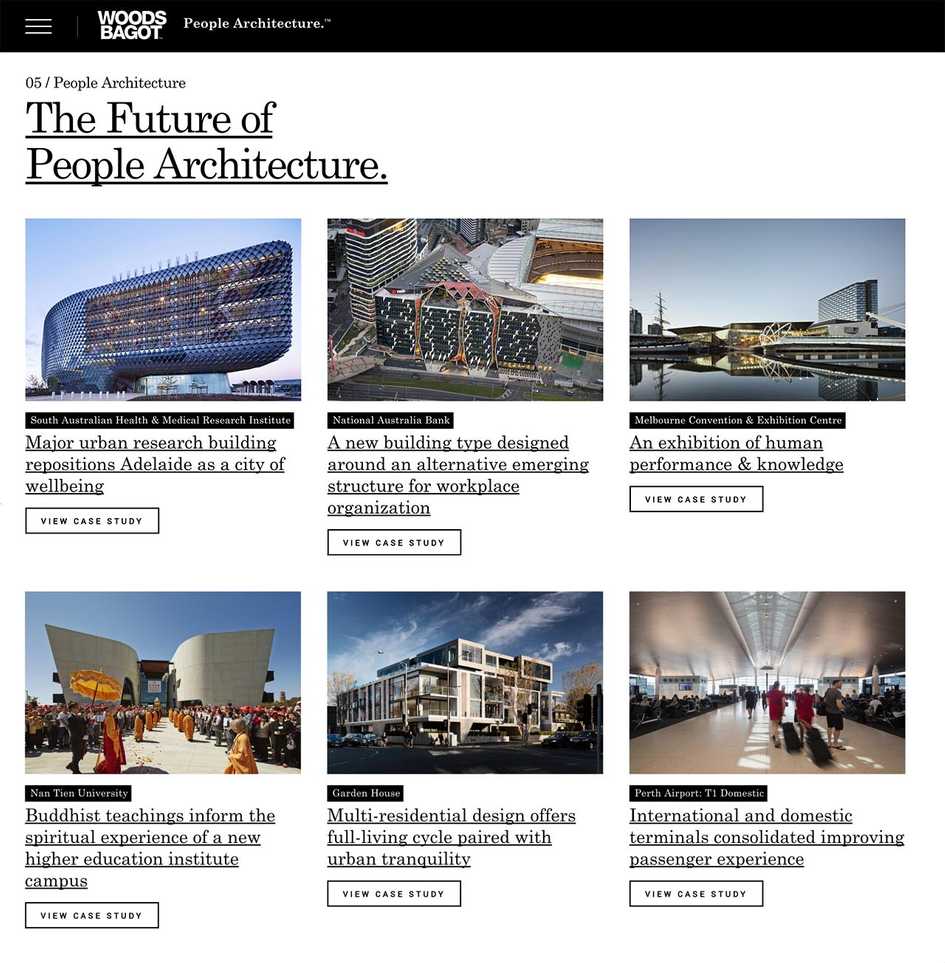 WOODS
BAGOT
People Architecture.™
05 / People Architecture
The Future of
People Architecture.
South Australian Health & Medical Research Institute
Major urban research building
repositions Adelaide as a city of
wellbeing
VIEW CASE STUDY
National Australia Bank
A new building type designed
around an alternative emerging
structure for workplace
organization
VIEW CASE STUDY
Melbourne Convention & Exhibition Centre
An exhibition of human
performance & knowledge
VIEW CASE STUDY
Nan Tien University
Buddhist teachings inform the
spiritual experience of a new
higher education institute
campus
VIEW CASE STUDY
Garden House
Multi-residential design offers
full-living cycle paired with
urban tranquility
VIEW CASE STUDY
Perth Airport: T1 Domestic
International and domestic
terminals consolidated improving
passenger experience
VIEW CASE STUDY